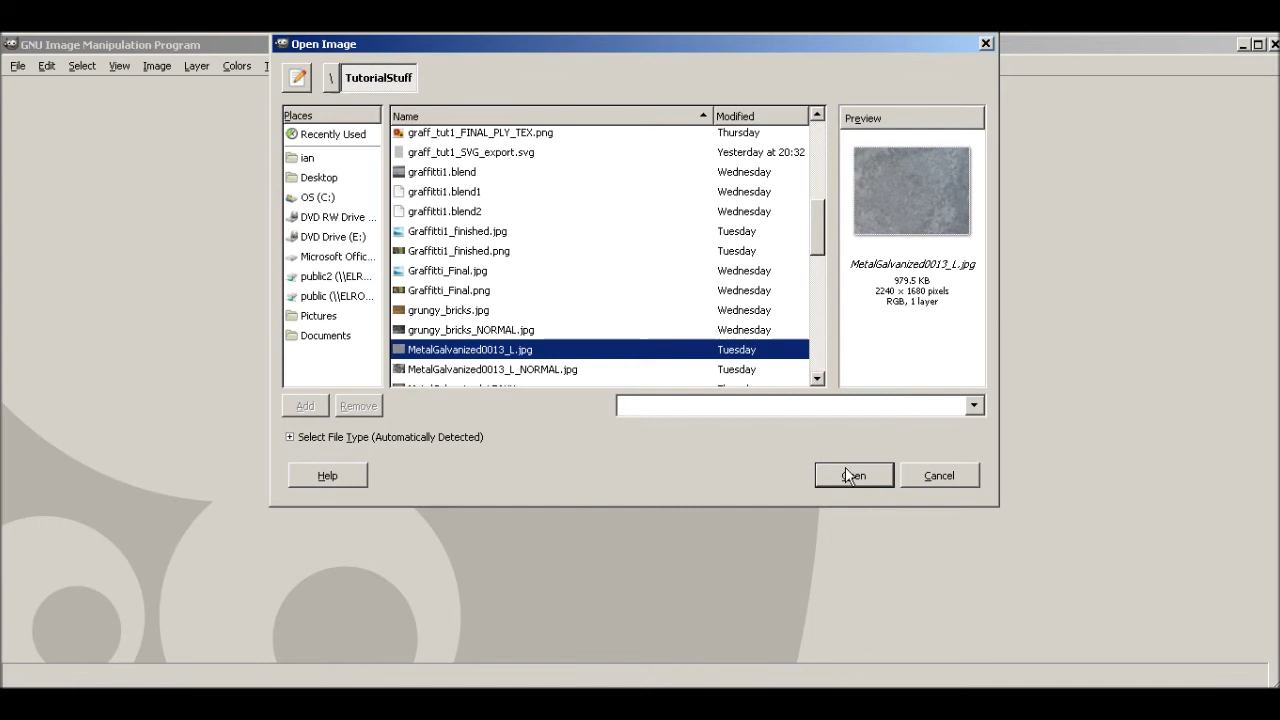 GNU Image Manipulation Program
File Edit Select View Image Layer Colors
Open Image
\ TutorialStuff
Places
Recently Used
ian
Desktop
OS (C:)
DVD RW Drive ...
DVD Drive (E:)
Microsoft Offic...
public2 (\\ELR...
public (\\ELRO...
Pictures
Documents
Name Modified
graff_tut1_FINAL_PLY_TEX.png Thursday
graff_tut1_SVG_export.svg Yesterday at 20:32
graffitti1.blend Wednesday
graffitti1.blend1 Wednesday
graffitti1.blend2 Wednesday
Graffitti1_finished.jpg Tuesday
Graffitti1_finished.png Tuesday
Graffitti_Final.jpg Wednesday
Graffitti_Final.png Wednesday
grungy_bricks.jpg Wednesday
grungy_bricks_NORMAL.jpg Wednesday
MetalGalvanized0013_L.jpg Tuesday
MetalGalvanized0013_L_NORMAL.jpg Tuesday
Preview
MetalGalvanized0013_L.jpg
979.5 KB
2240 × 1680 pixels
RGB, 1 layer
Add Remove
Select File Type (Automatically Detected)
Help Open Cancel